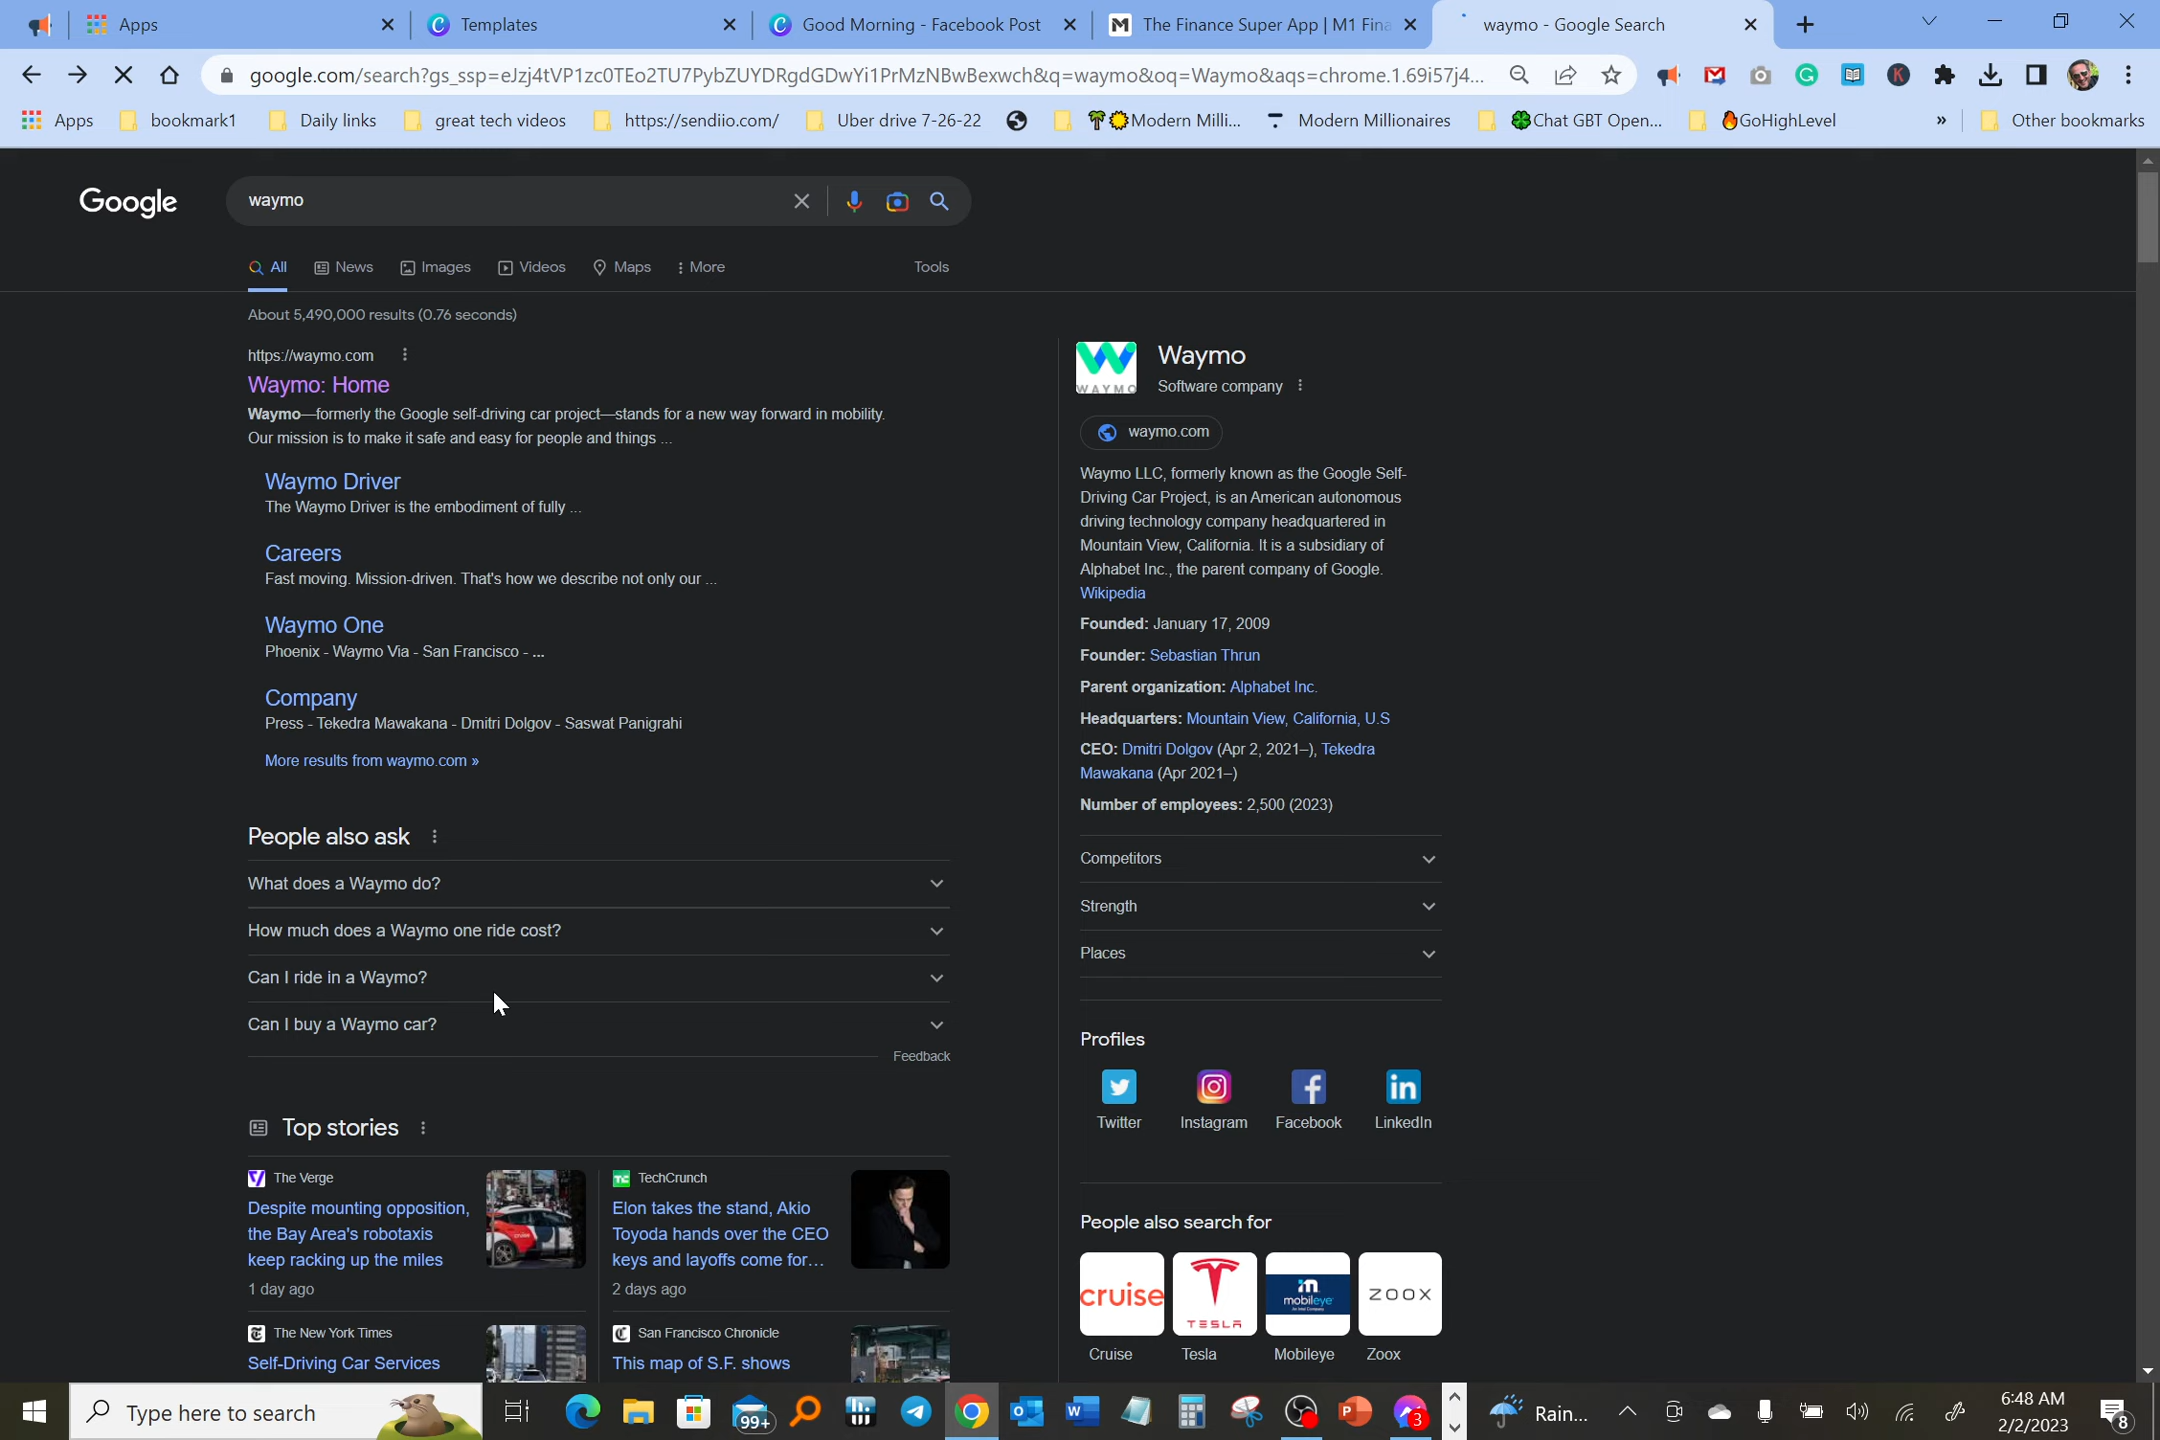 Apps
Templates
Good Morning - Facebook Post
The Finance Super App | M1 Fina
waymo - Google Search
google.com/search?gs_ssp=eJzj4tVP1zc0TEo2TU7PybZUYDRgdGDwYi1PrMzNBwBexwch&q=waymo&oq=Waymo&aqs=chrome.1.69i57j4...
Apps
bookmark1
Daily links
great tech videos
https://sendiio.com/
Uber drive 7-26-22
Modern Milli...
Modern Millionaires
Chat GBT Open...
GoHighLevel
»
Other bookmarks
Google
waymo
All
News
Images
Videos
Maps
More
Tools
About 5,490,000 results (0.76 seconds)
https://waymo.com
Waymo: Home
Waymo—formerly the Google self-driving car project—stands for a new way forward in mobility.
Our mission is to make it safe and easy for people and things ...
Waymo Driver
The Waymo Driver is the embodiment of fully ...
Careers
Fast moving. Mission-driven. That's how we describe not only our ...
Waymo One
Phoenix - Waymo Via - San Francisco - ...
Company
Press - Tekedra Mawakana - Dmitri Dolgov - Saswat Panigrahi
More results from waymo.com »
People also ask
What does a Waymo do?
How much does a Waymo one ride cost?
Can I ride in a Waymo?
Can I buy a Waymo car?
Feedback
Top stories
The Verge
Despite mounting opposition,
the Bay Area's robotaxis
keep racking up the miles
1 day ago
TechCrunch
Elon takes the stand, Akio
Toyoda hands over the CEO
keys and layoffs come for...
2 days ago
The New York Times
Self-Driving Car Services
San Francisco Chronicle
This map of S.F. shows
WAYMO
Waymo
Software company
waymo.com
Waymo LLC, formerly known as the Google Self-
Driving Car Project, is an American autonomous
driving technology company headquartered in
Mountain View, California. It is a subsidiary of
Alphabet Inc., the parent company of Google.
Wikipedia
Founded: January 17, 2009
Founder: Sebastian Thrun
Parent organization: Alphabet Inc.
Headquarters: Mountain View, California, U.S
CEO: Dmitri Dolgov (Apr 2, 2021–), Tekedra
Mawakana (Apr 2021–)
Number of employees: 2,500 (2023)
Competitors
Strength
Places
Profiles
Twitter
Instagram
Facebook
LinkedIn
People also search for
cruise
TESLA
mobileye
ZOOX
Cruise
Tesla
Mobileye
Zoox
Type here to search
99+
3
Rain...
6:48 AM
2/2/2023
8